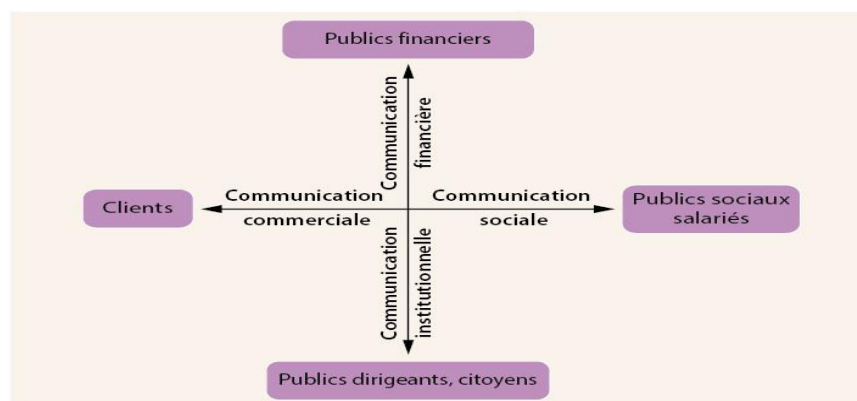 Publics financiers
Communication
financière
Clients
Communication
commerciale
Communication
sociale
Publics sociaux
salariés
Communication
institutionnelle
Publics dirigeants, citoyens